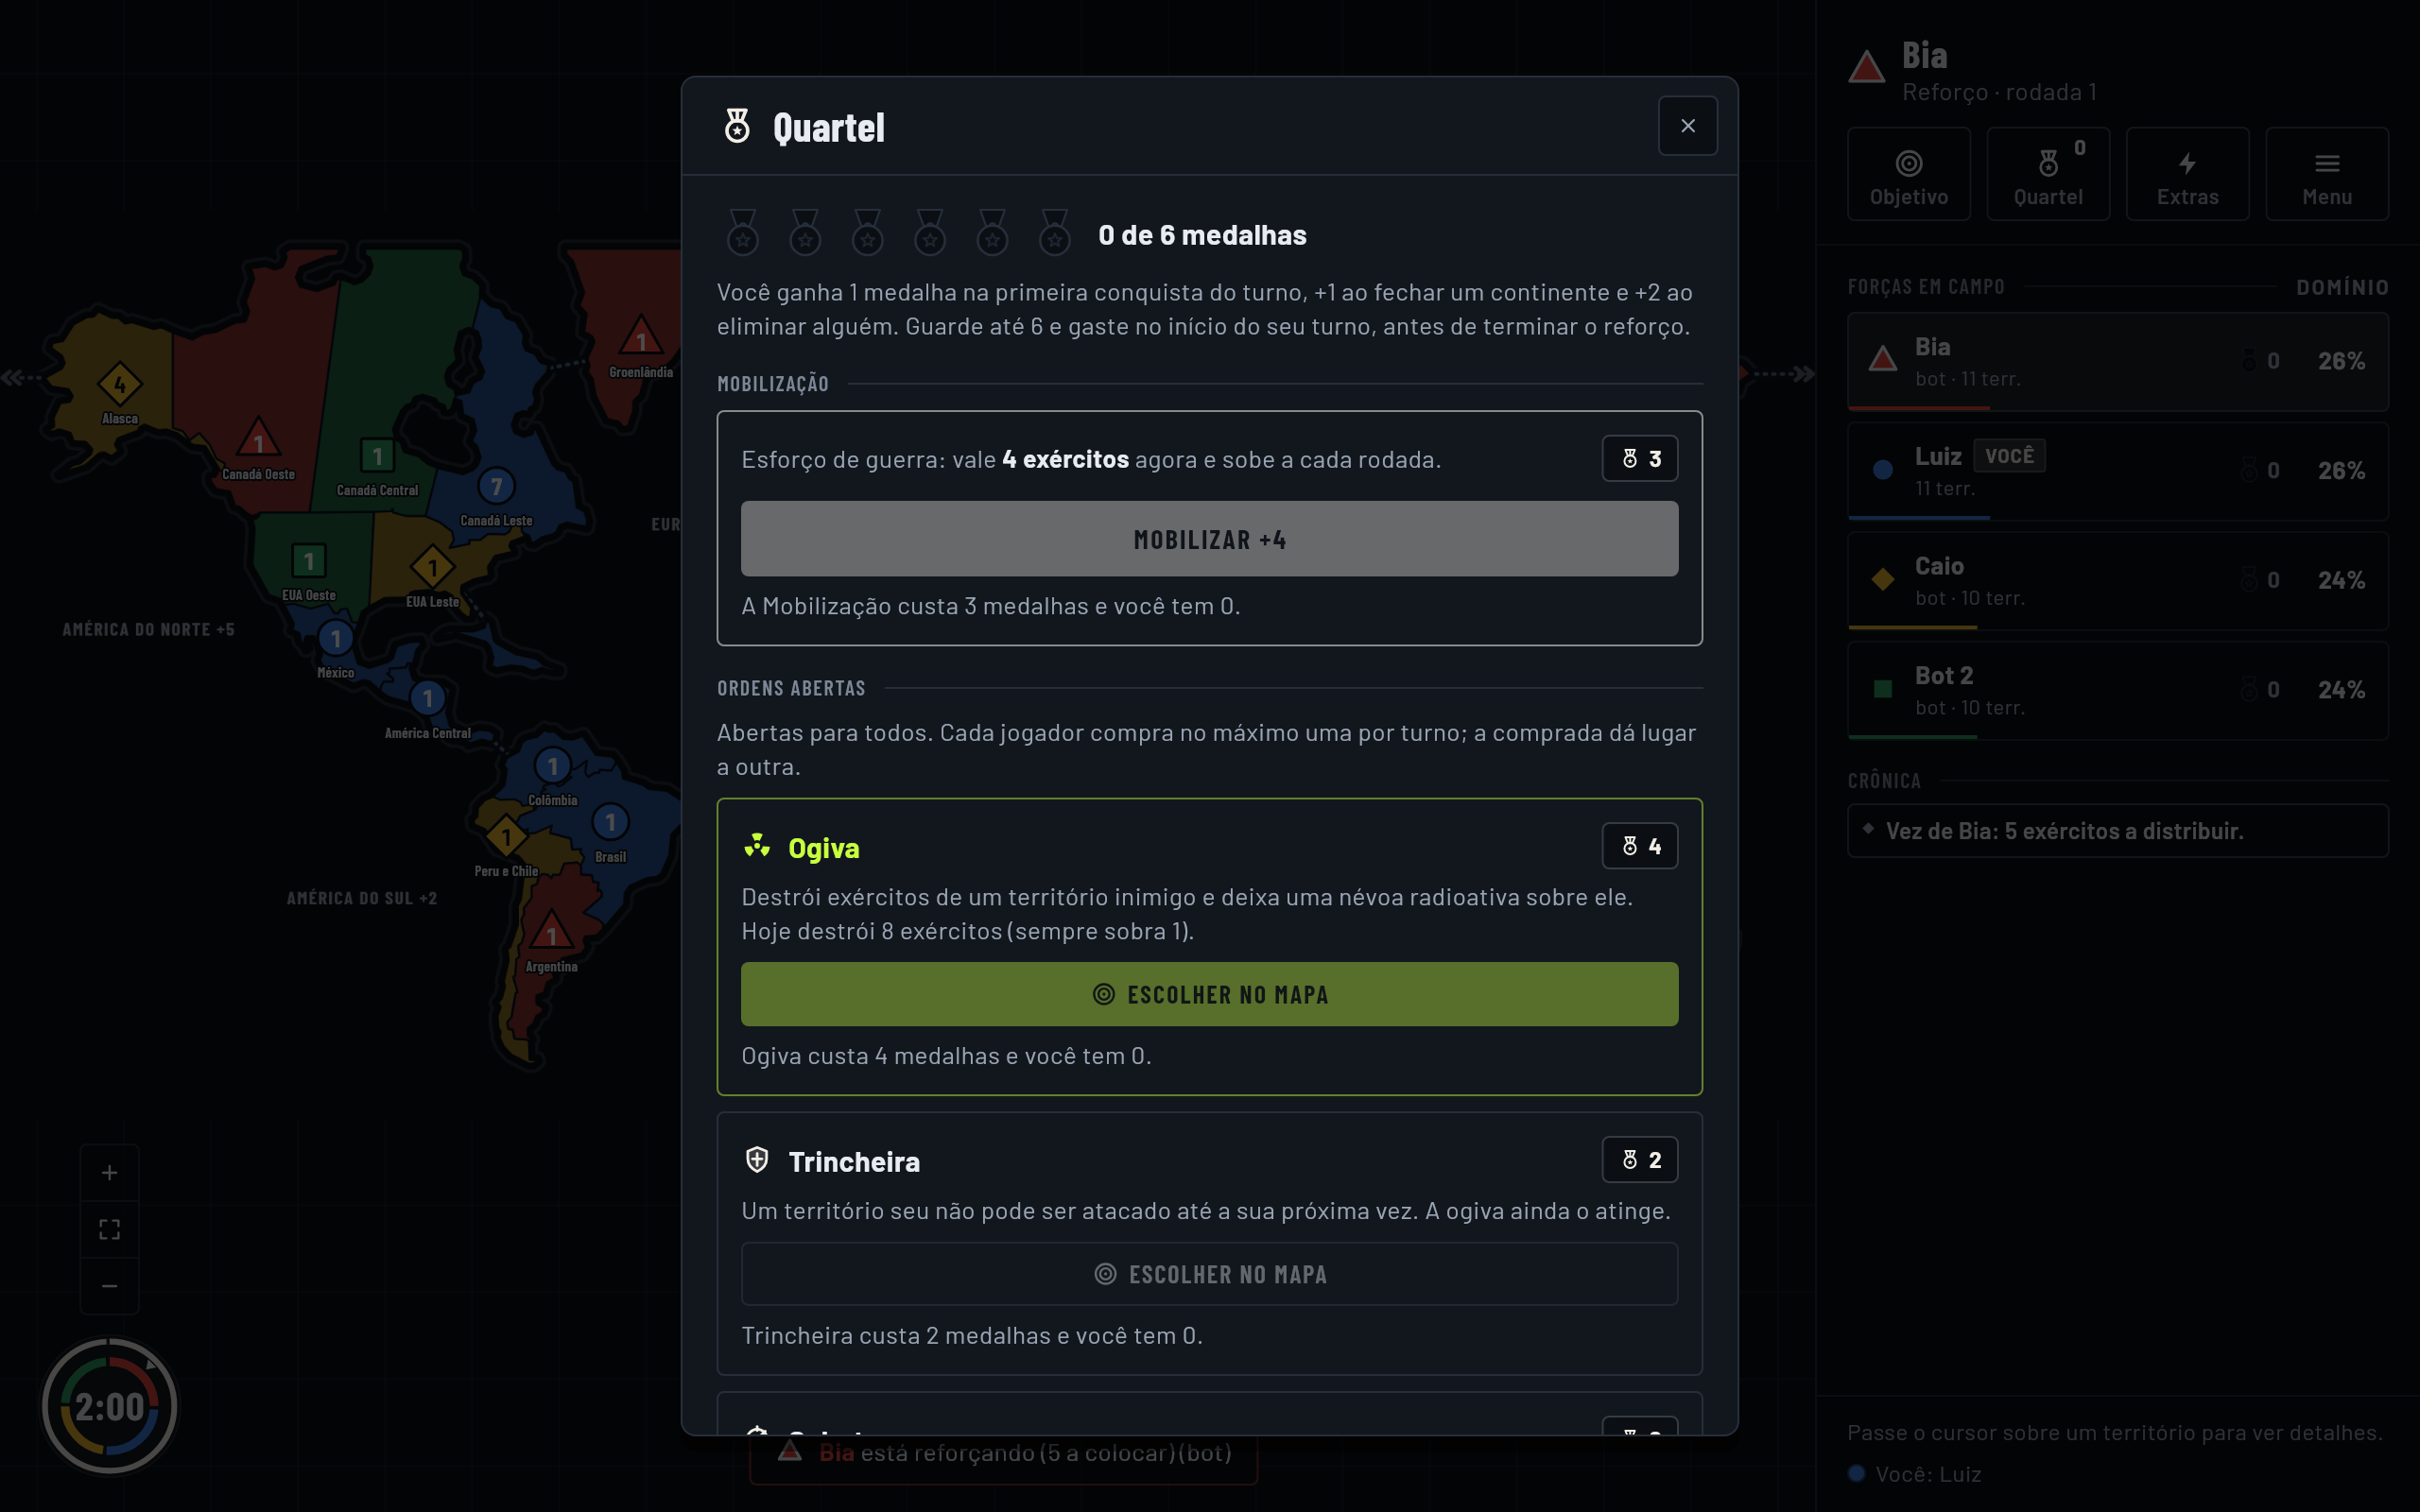 Quartel
0 de 6 medalhas
Você ganha 1 medalha na primeira conquista do turno, +1 ao fechar um continente e +2 ao
eliminar alguém. Guarde até 6 e gaste no início do seu turno, antes de terminar o reforço.
MOBILIZAÇÃO
Esforço de guerra: vale 4 exércitos agora e sobe a cada rodada.
3
MOBILIZAR +4
A Mobilização custa 3 medalhas e você tem 0.
ORDENS ABERTAS
Abertas para todos. Cada jogador compra no máximo uma por turno; a comprada dá lugar
a outra.
Ogiva
4
Destrói exércitos de um território inimigo e deixa uma névoa radioativa sobre ele.
Hoje destrói 8 exércitos (sempre sobra 1).
ESCOLHER NO MAPA
Ogiva custa 4 medalhas e você tem 0.
Trincheira
2
Um território seu não pode ser atacado até a sua próxima vez. A ogiva ainda o atinge.
ESCOLHER NO MAPA
Trincheira custa 2 medalhas e você tem 0.
4
Alasca
1
Canadá Oeste
1
Canadá Central
7
Canadá Leste
1
Groenlândia
EUR
1
EUA Oeste
1
EUA Leste
AMÉRICA DO NORTE +5
1
México
1
América Central
1
Colômbia
1
Brasil
1
Peru e Chile
AMÉRICA DO SUL +2
1
Argentina
+
−
2:00
Bia está reforçando (5 a colocar) (bot)
Bia
Reforço · rodada 1
Objetivo
0
Quartel
Extras
Menu
FORÇAS EM CAMPO
DOMÍNIO
Bia
bot · 11 terr.
0
26%
Luiz VOCÊ
11 terr.
0
26%
Caio
bot · 10 terr.
0
24%
Bot 2
bot · 10 terr.
0
24%
CRÔNICA
Vez de Bia: 5 exércitos a distribuir.
Passe o cursor sobre um território para ver detalhes.
Você: Luiz